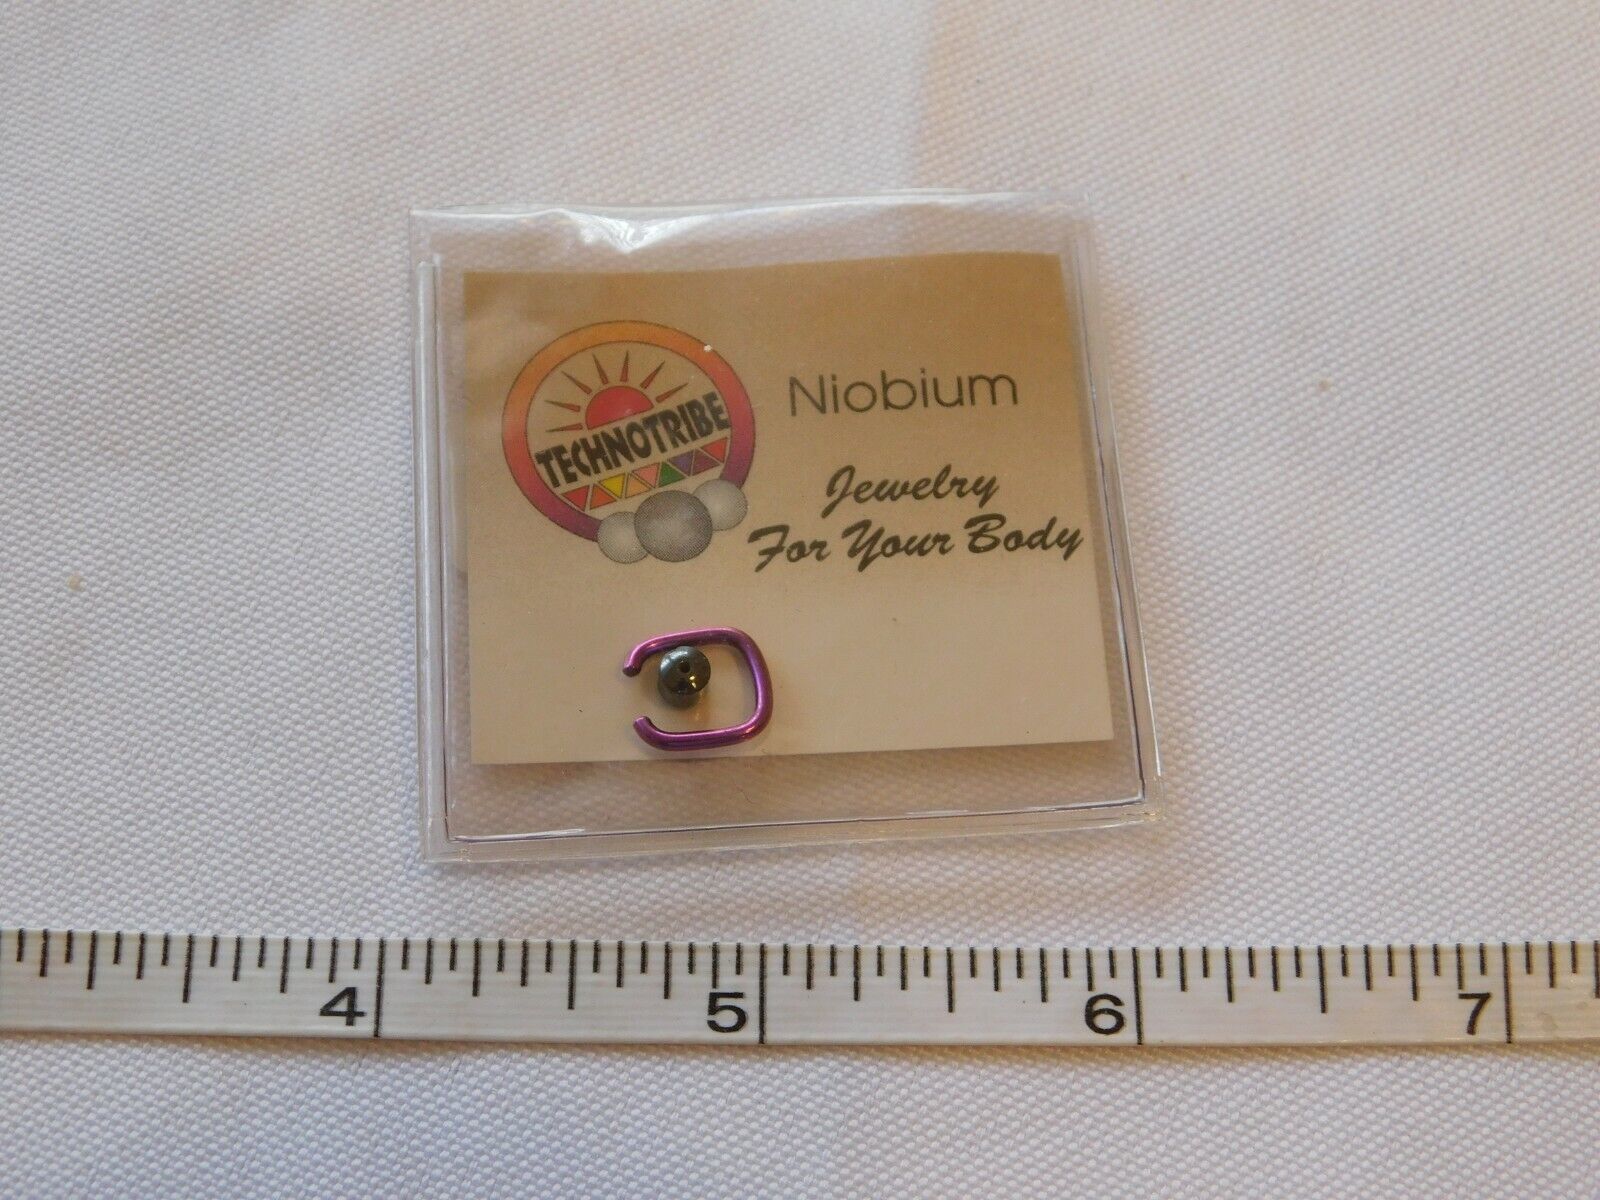 TECHNOTRIBE
Niobium
Jewelry
For Your Body
4 5 6 7